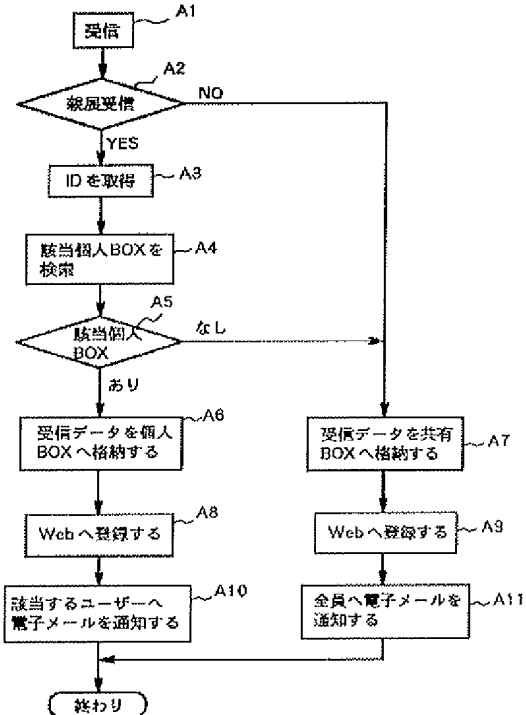 A1
受信
A2
親展受信
NO
YES
A3
IDを取得
A4
該当個人BOXを
検索
A5
該当個人
BOX
なし
あり
A6
受信データを個人
BOXへ格納する
A7
受信データを共有
BOXへ格納する
A8
Webへ登録する
A9
Webへ登録する
A10
該当するユーザーへ
電子メールを通知する
A11
全員へ電子メールを
通知する
終わり